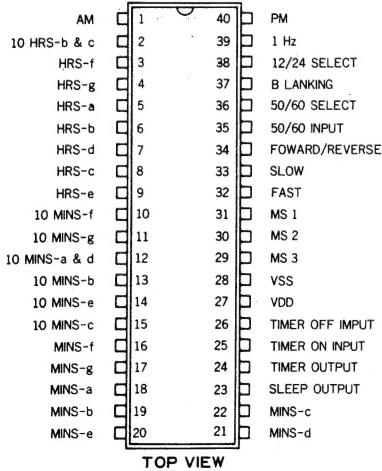 AM 1 40 PM
10 HRS-b & c 2 39 1 Hz
HRS-f 3 38 12/24 SELECT
HRS-g 4 37 B LANKING
HRS-a 5 36 50/60 SELECT
HRS-b 6 35 50/60 INPUT
HRS-d 7 34 FOWARD/REVERSE
HRS-c 8 33 SLOW
HRS-e 9 32 FAST
10 MINS-f 10 31 MS 1
10 MINS-g 11 30 MS 2
10 MINS-a & d 12 29 MS 3
10 MINS-b 13 28 VSS
10 MINS-e 14 27 VDD
10 MINS-c 15 26 TIMER OFF IMPUT
MINS-f 16 25 TIMER ON INPUT
MINS-g 17 24 TIMER OUTPUT
MINS-a 18 23 SLEEP OUTPUT
MINS-b 19 22 MINS-c
MINS-e 20 21 MINS-d
TOP VIEW